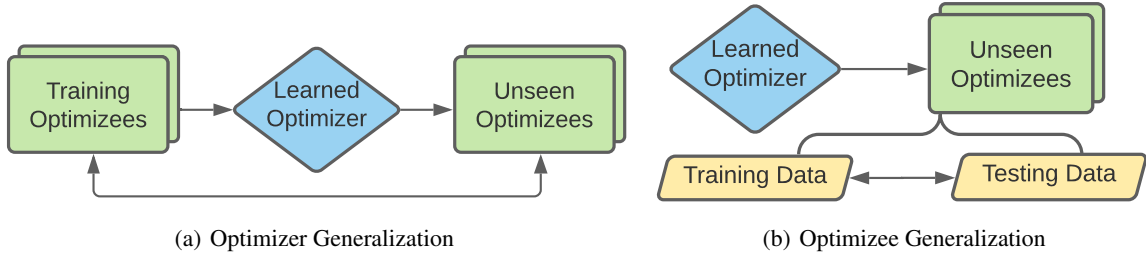 Training
Optimizees
Learned
Optimizer
Unseen
Optimizees
(a) Optimizer Generalization
Learned
Optimizer
Unseen
Optimizees
Training Data
Testing Data
(b) Optimizee Generalization